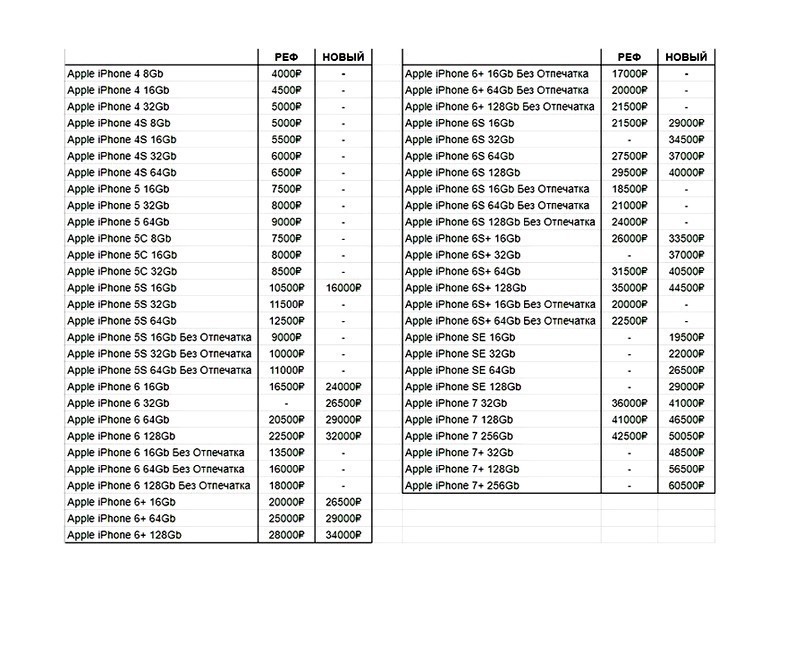 РЕФ НОВЫЙ
Apple iPhone 4 8Gb 4000₽ -
Apple iPhone 4 16Gb 4500₽ -
Apple iPhone 4 32Gb 5000₽ -
Apple iPhone 4S 8Gb 5000₽ -
Apple iPhone 4S 16Gb 5500₽ -
Apple iPhone 4S 32Gb 6000₽ -
Apple iPhone 4S 64Gb 6500₽ -
Apple iPhone 5 16Gb 7500₽ -
Apple iPhone 5 32Gb 8000₽ -
Apple iPhone 5 64Gb 9000₽ -
Apple iPhone 5C 8Gb 7500₽ -
Apple iPhone 5C 16Gb 8000₽ -
Apple iPhone 5C 32Gb 8500₽ -
Apple iPhone 5S 16Gb 10500₽ 16000₽
Apple iPhone 5S 32Gb 11500₽ -
Apple iPhone 5S 64Gb 12500₽ -
Apple iPhone 5S 16Gb Без Отпечатка 9000₽ -
Apple iPhone 5S 32Gb Без Отпечатка 10000₽ -
Apple iPhone 5S 64Gb Без Отпечатка 11000₽ -
Apple iPhone 6 16Gb 16500₽ 24000₽
Apple iPhone 6 32Gb - 26500₽
Apple iPhone 6 64Gb 20500₽ 29000₽
Apple iPhone 6 128Gb 22500₽ 32000₽
Apple iPhone 6 16Gb Без Отпечатка 13500₽ -
Apple iPhone 6 64Gb Без Отпечатка 16000₽ -
Apple iPhone 6 128Gb Без Отпечатка 18000₽ -
Apple iPhone 6+ 16Gb 20000₽ 26500₽
Apple iPhone 6+ 64Gb 25000₽ 29000₽
Apple iPhone 6+ 128Gb 28000₽ 34000₽
РЕФ НОВЫЙ
Apple iPhone 6+ 16Gb Без Отпечатка 17000₽ -
Apple iPhone 6+ 64Gb Без Отпечатка 20000₽ -
Apple iPhone 6+ 128Gb Без Отпечатка 21500₽ -
Apple iPhone 6S 16Gb 21500₽ 29000₽
Apple iPhone 6S 32Gb - 34500₽
Apple iPhone 6S 64Gb 27500₽ 37000₽
Apple iPhone 6S 128Gb 29500₽ 40000₽
Apple iPhone 6S 16Gb Без Отпечатка 18500₽ -
Apple iPhone 6S 64Gb Без Отпечатка 21000₽ -
Apple iPhone 6S 128Gb Без Отпечатка 24000₽ -
Apple iPhone 6S+ 16Gb 26000₽ 33500₽
Apple iPhone 6S+ 32Gb - 37000₽
Apple iPhone 6S+ 64Gb 31500₽ 40500₽
Apple iPhone 6S+ 128Gb 35000₽ 44500₽
Apple iPhone 6S+ 16Gb Без Отпечатка 20000₽ -
Apple iPhone 6S+ 64Gb Без Отпечатка 22500₽ -
Apple iPhone SE 16Gb - 19500₽
Apple iPhone SE 32Gb - 22000₽
Apple iPhone SE 64Gb - 26500₽
Apple iPhone SE 128Gb - 29000₽
Apple iPhone 7 32Gb 36000₽ 41000₽
Apple iPhone 7 128Gb 41000₽ 46500₽
Apple iPhone 7 256Gb 42500₽ 50050₽
Apple iPhone 7+ 32Gb - 48500₽
Apple iPhone 7+ 128Gb - 56500₽
Apple iPhone 7+ 256Gb - 60500₽